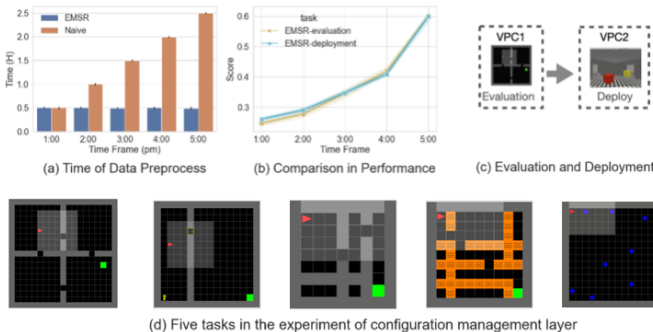 EMSR
Naive
2.5
2.0
1.5
1.0
0.5
0.0
Time (H)
1:00 2:00 3:00 4:00 5:00
Time Frame (pm)
(a) Time of Data Preprocess
task
EMSR-evaluation
EMSR-deployment
0.6
0.5
0.4
0.3
Score
1:00 2:00 3:00 4:00 5:00
Time Frame
(b) Comparison in Performance
VPC1
Evaluation
VPC2
Deploy
(c) Evaluation and Deployment
(d) Five tasks in the experiment of configuration management layer